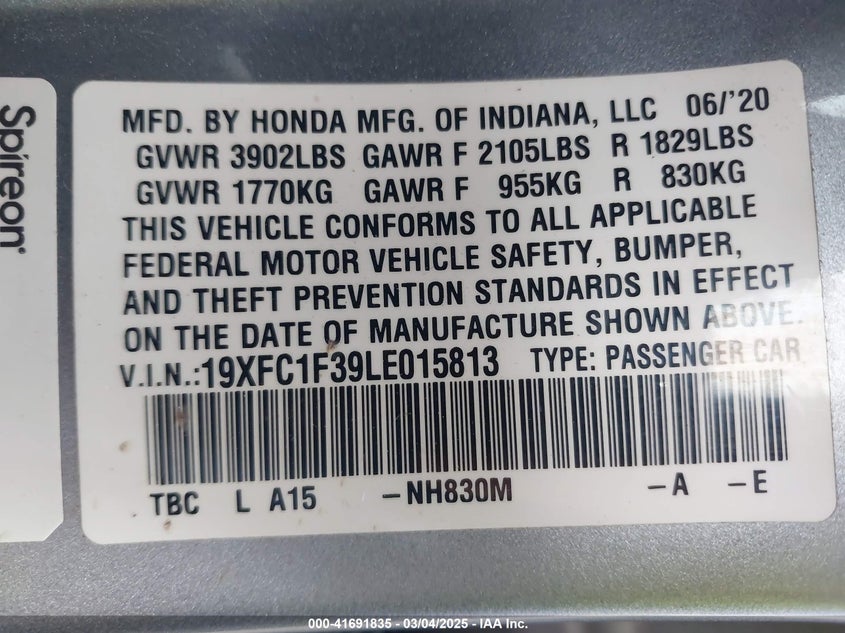 Spireon
MFD. BY HONDA MFG. OF INDIANA, LLC 06/'20
GVWR 3902LBS GAWR F 2105LBS R 1829LBS
GVWR 1770KG GAWR F 955KG R 830KG
THIS VEHICLE CONFORMS TO ALL APPLICABLE
FEDERAL MOTOR VEHICLE SAFETY, BUMPER,
AND THEFT PREVENTION STANDARDS IN EFFECT
ON THE DATE OF MANUFACTURE SHOWN ABOVE.
V.I.N.:19XFC1F39LE015813 TYPE: PASSENGER CAR
TBC L A15 -NH830M -A -E
000-41691835 - 03/04/2025 - IAA Inc.